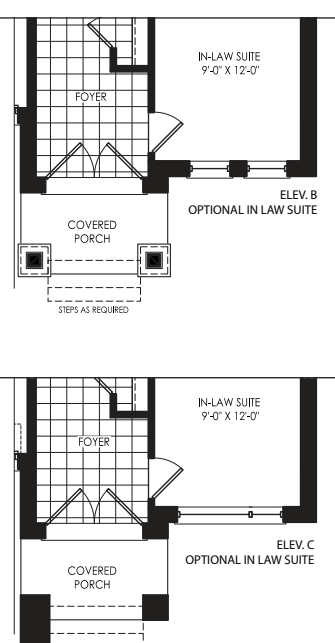 IN-LAW SUITE
9'-0" X 12'-0"
FOYER
ELEV. B
OPTIONAL IN LAW SUITE
COVERED
PORCH
STEPS AS REQUIRED
IN-LAW SUITE
9'-0" X 12'-0"
FOYER
ELEV. C
OPTIONAL IN LAW SUITE
COVERED
PORCH